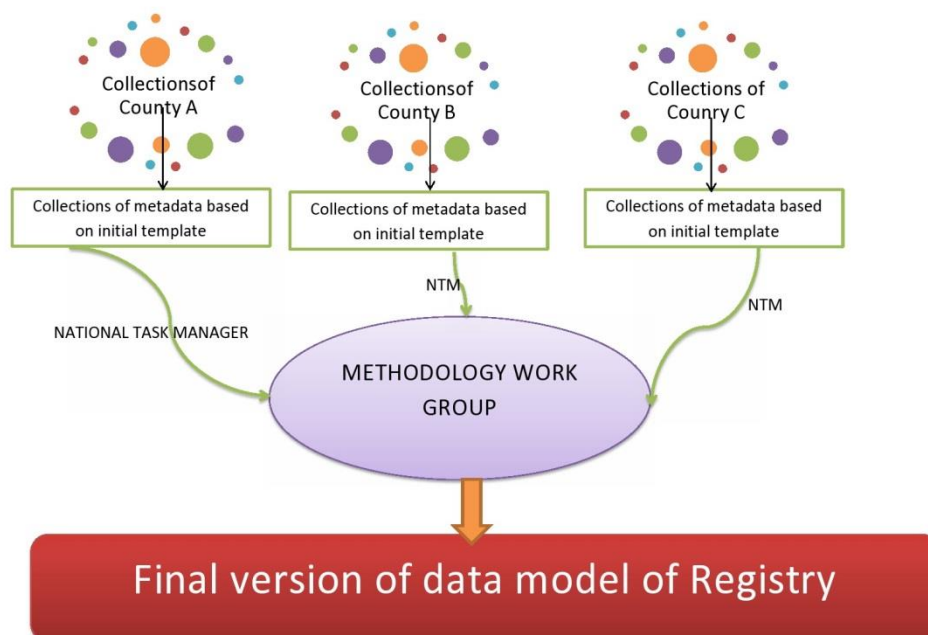 Collectionsof
County A
Collectionsof
County B
Collections of
Counry C
Collections of metadata based
on initial template
Collections of metadata based
on initial template
Collections of metadata based
on initial template
NTM
NTM
NATIONAL TASK MANAGER
METHODOLOGY WORK
GROUP
Final version of data model of Registry